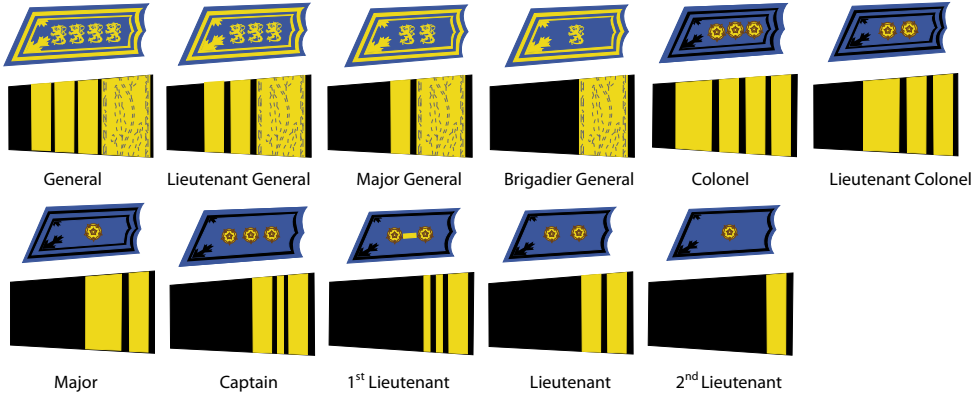 General
Lieutenant General
Major General
Brigadier General
Colonel
Lieutenant Colonel
Major
Captain
1st Lieutenant
Lieutenant
2nd Lieutenant